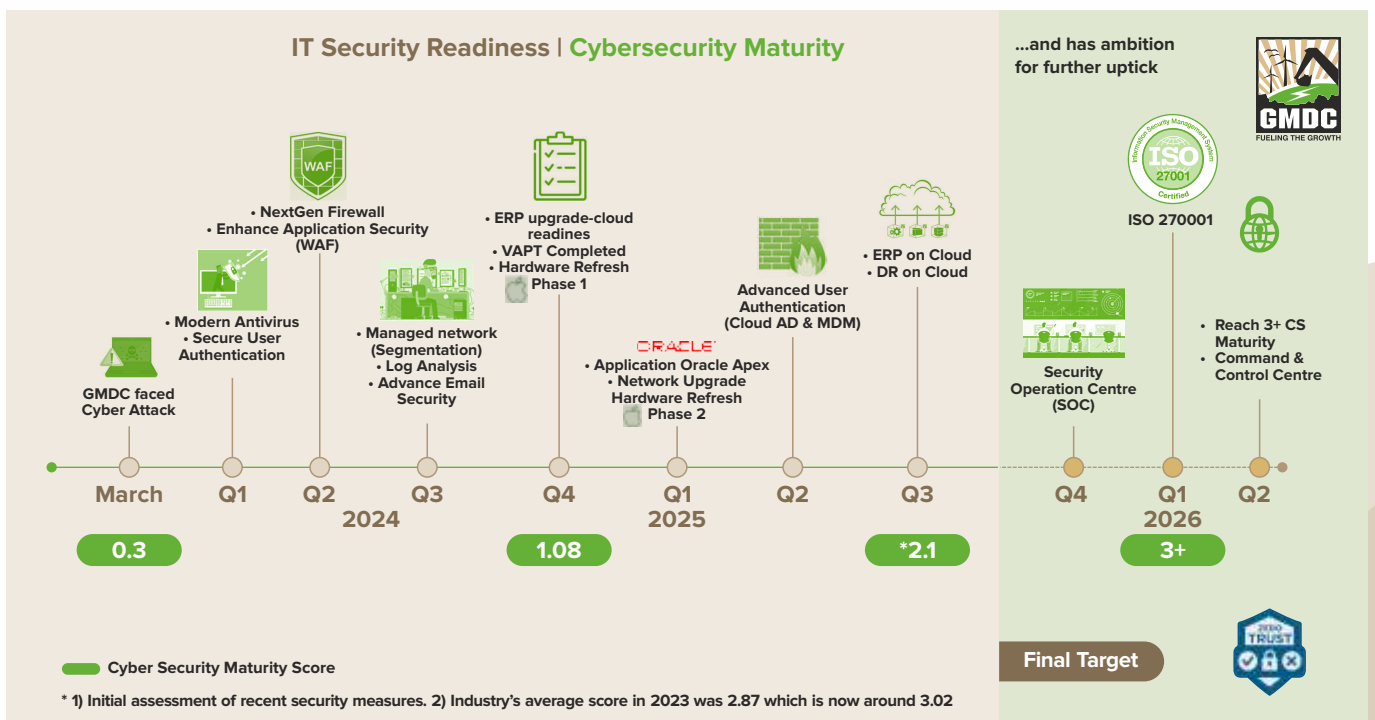 IT Security Readiness | Cybersecurity Maturity
...and has ambition
for further uptick
GMDC
FUELING THE GROWTH
GMDC faced
Cyber Attack
• Modern Antivirus
• Secure User
Authentication
WAF
• NextGen Firewall
• Enhance Application Security
(WAF)
• Managed network
(Segmentation)
• Log Analysis
• Advance Email
Security
• ERP upgrade-cloud
readines
• VAPT Completed
• Hardware Refresh
Phase 1
ORACLE
• Application Oracle Apex
• Network Upgrade
Hardware Refresh
Phase 2
Advanced User
Authentication
(Cloud AD & MDM)
• ERP on Cloud
• DR on Cloud
Security
Operation Centre
(SOC)
Information Security Management System
ISO
27001
Certified
ISO 270001
• Reach 3+ CS
Maturity
• Command &
Control Centre
March Q1 Q2 Q3 Q4 Q1 Q2 Q3 Q4 Q1 Q2
2024 2025 2026
0.3 1.08 *2.1 3+
Final Target
ZERO
TRUST
Cyber Security Maturity Score
* 1) Initial assessment of recent security measures. 2) Industry's average score in 2023 was 2.87 which is now around 3.02